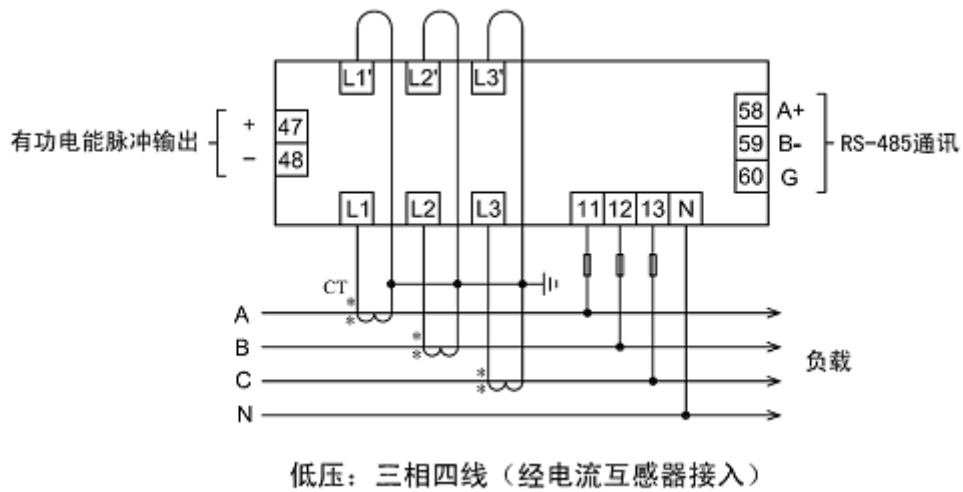 L1' L2' L3'
有功电能脉冲输出
+ 47
− 48
58 A+
59 B-
60 G
RS-485通讯
L1 L2 L3 11 12 13 N
CT
*
*
A
*
*
B
*
*
C
N
负载
低压：三相四线（经电流互感器接入）